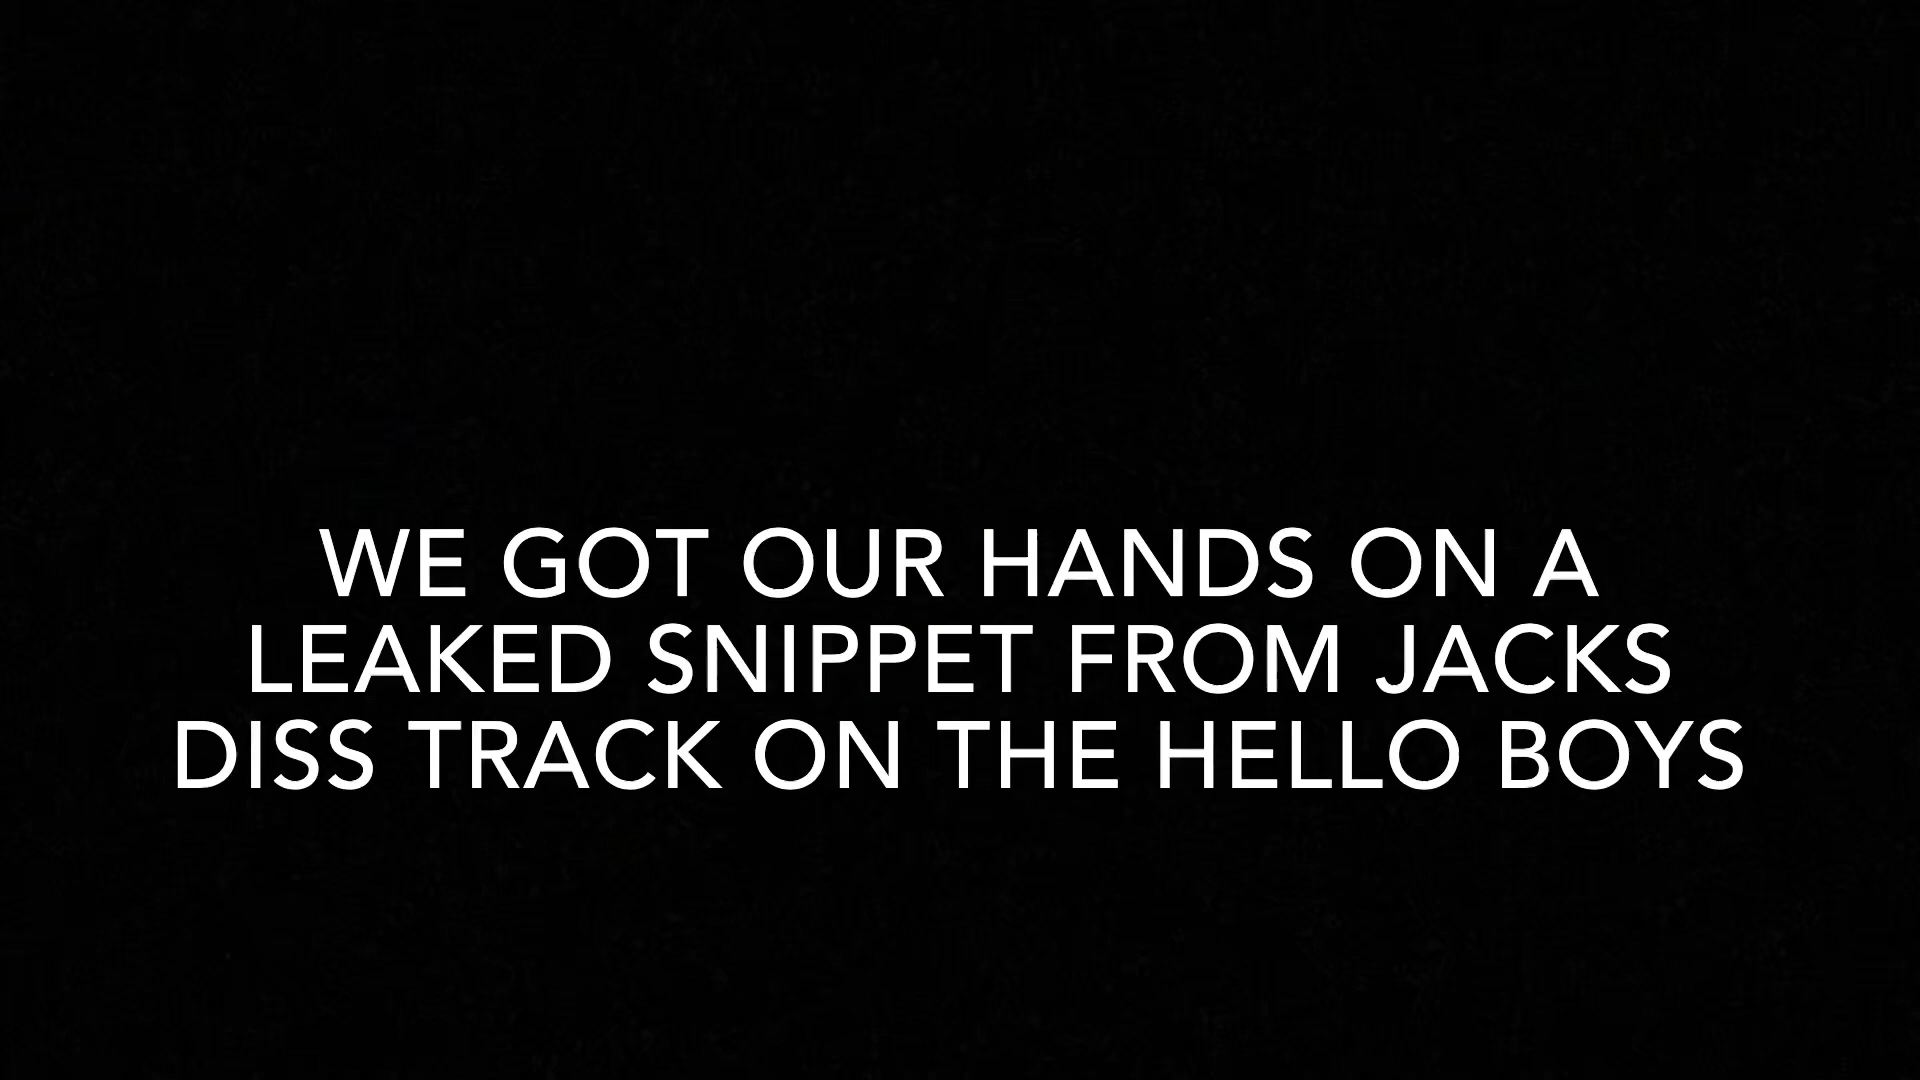 WE GOT OUR HANDS ON A
LEAKED SNIPPET FROM JACKS
DISS TRACK ON THE HELLO BOYS